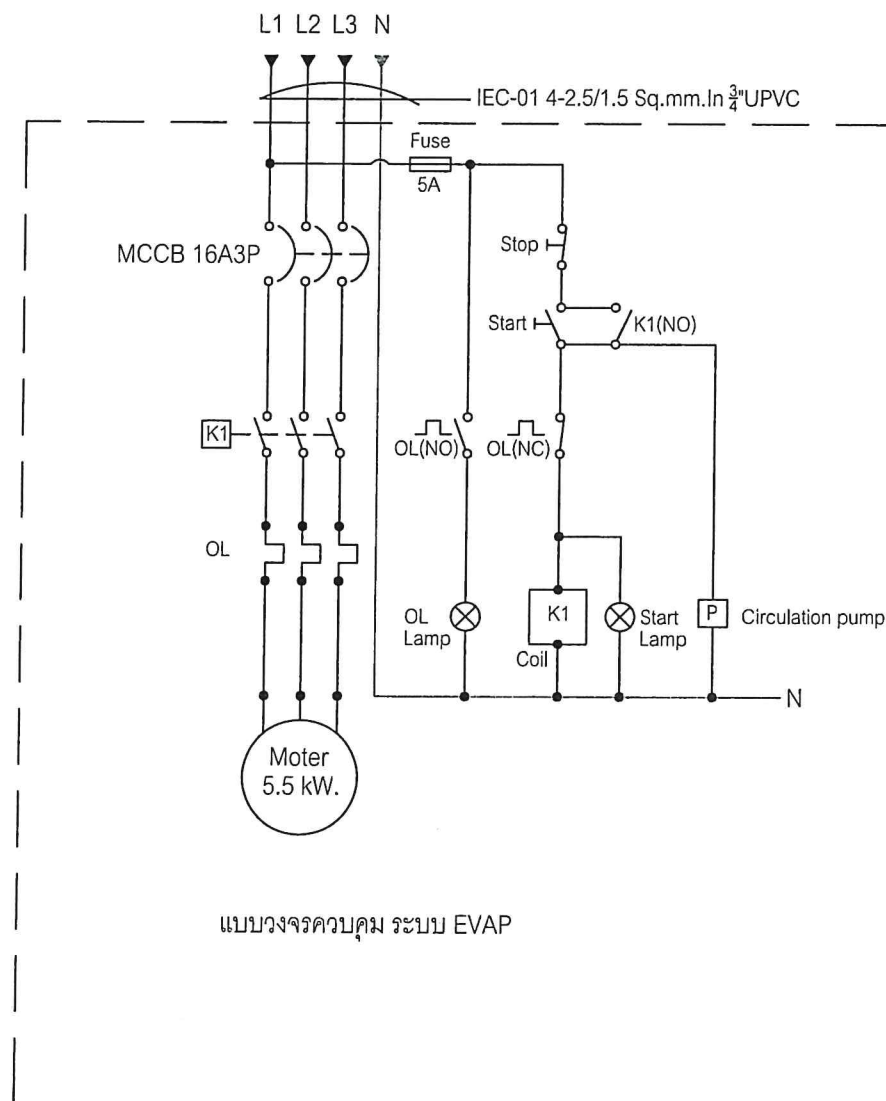 L1 L2 L3 N
IEC-01 4-2.5/1.5 Sq.mm.In 3/4"UPVC
Fuse
5A
MCCB 16A3P
Stop
Start
K1(NO)
K1
OL(NO)
OL(NC)
OL
OL
Lamp
K1
Coil
Start
Lamp
P
Circulation pump
N
Moter
5.5 kW.
แบบวงจรควบคุม ระบบ EVAP